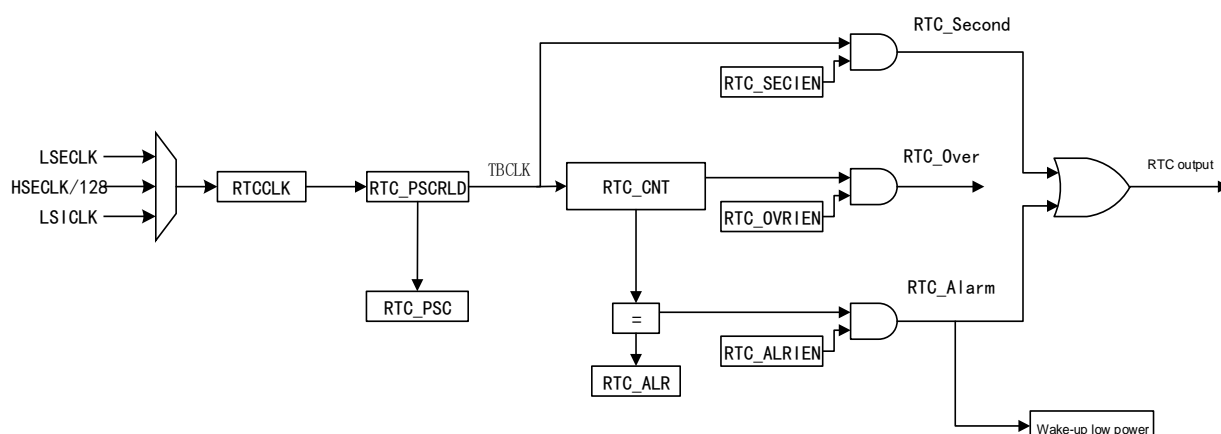 RTC_Second
RTC_SECIEN
LSECLK
HSECLK/128
LSICLK
RTCCLK
RTC_PSCRLD
TBCLK
RTC_CNT
RTC_Over
RTC_OVRIEN
RTC output
RTC_PSC
=
RTC_Alarm
RTC_ALRIEN
RTC_ALR
Wake-up low power